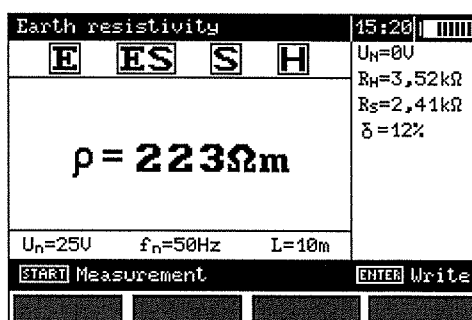 Earth resistivity 15:20
E ES S H
U_N=0V
R_H=3,52kΩ
R_S=2,41kΩ
δ=12%
ρ=223Ωm
U_n=25V f_n=50Hz L=10m
START Measurement ENTER Write